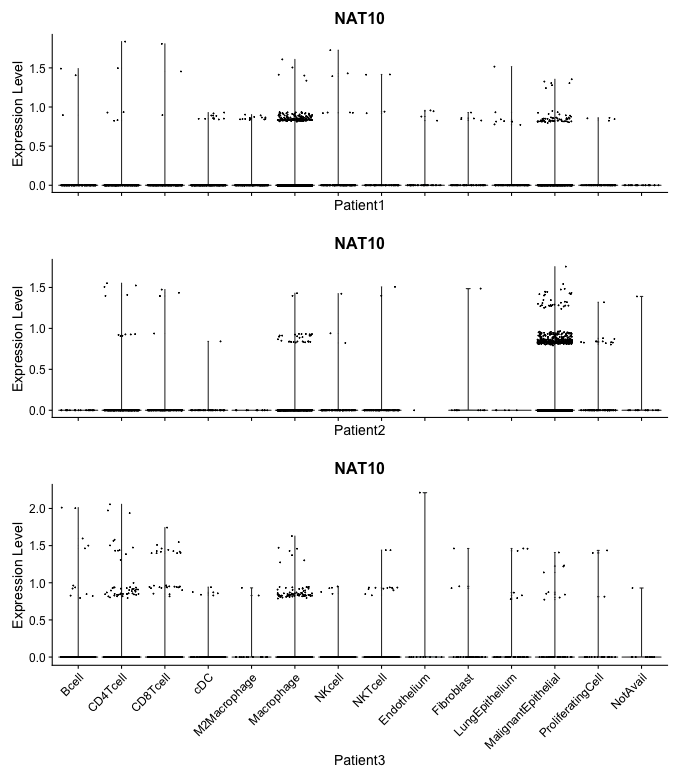 NAT10
Expression Level
1.5
1.0
0.5
0.0
Patient1
NAT10
Expression Level
1.5
1.0
0.5
0.0
Patient2
NAT10
Expression Level
2.0
1.5
1.0
0.5
0.0
Bcell
CD4Tcell
CD8Tcell
cDC
M2Macrophage
Macrophage
NKcell
NKTcell
Endothelium
Fibroblast
LungEpithelium
MalignantEpithelial
ProliferatingCell
NotAvail
Patient3